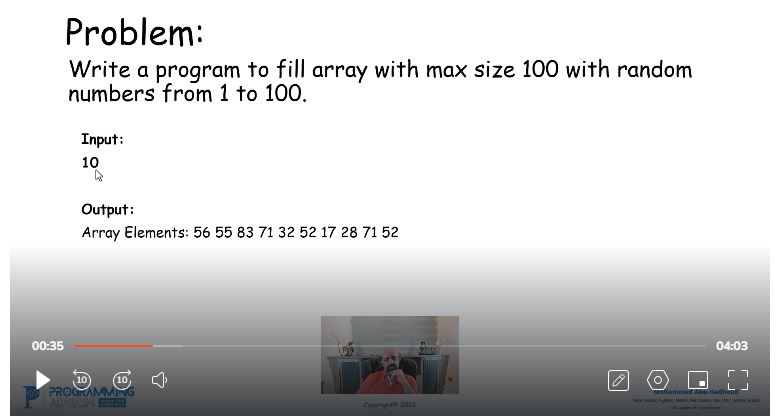 Problem:
Write a program to fill array with max size 100 with random
numbers from 1 to 100.
Input:
10
Output:
Array Elements: 56 55 83 71 32 52 17 28 71 52
00:35
04:03
10
10
PROGRAMMING
ADVICES
Mohammed Abu-Hadhoud
Copyright© 2022